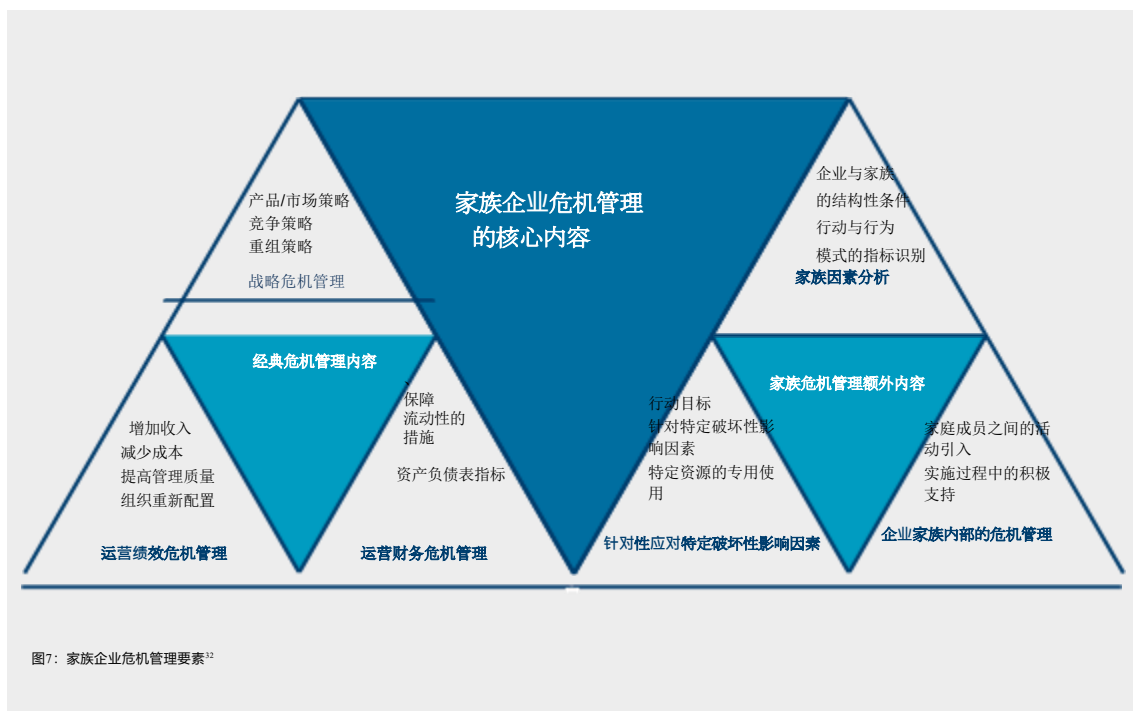 家族企业危机管理
的核心内容
产品/市场策略
竞争策略
重组策略
战略危机管理
企业与家族
的结构性条件
行动与行为
模式的指标识别
家族因素分析
经典危机管理内容
增加收入
减少成本
提高管理质量
组织重新配置
运营绩效危机管理
保障
流动性的
措施
资产负债表指标
运营财务危机管理
家族危机管理额外内容
行动目标
针对特定破坏性影
响因素
特定资源的专用使
用
针对性应对特定破坏性影响因素
家庭成员之间的活
动引入
实施过程中的积极
支持
企业家族内部的危机管理
图7：家族企业危机管理要素32